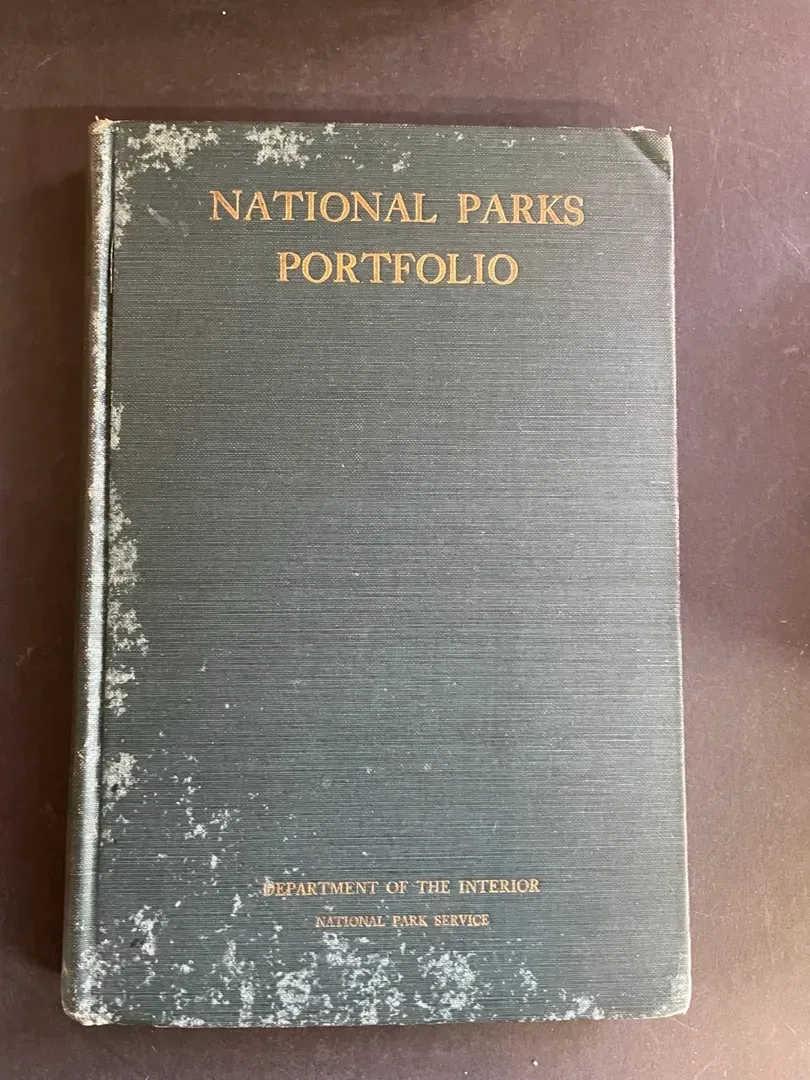 NATIONAL PARKS
PORTFOLIO
DEPARTMENT OF THE INTERIOR
NATIONAL PARK SERVICE